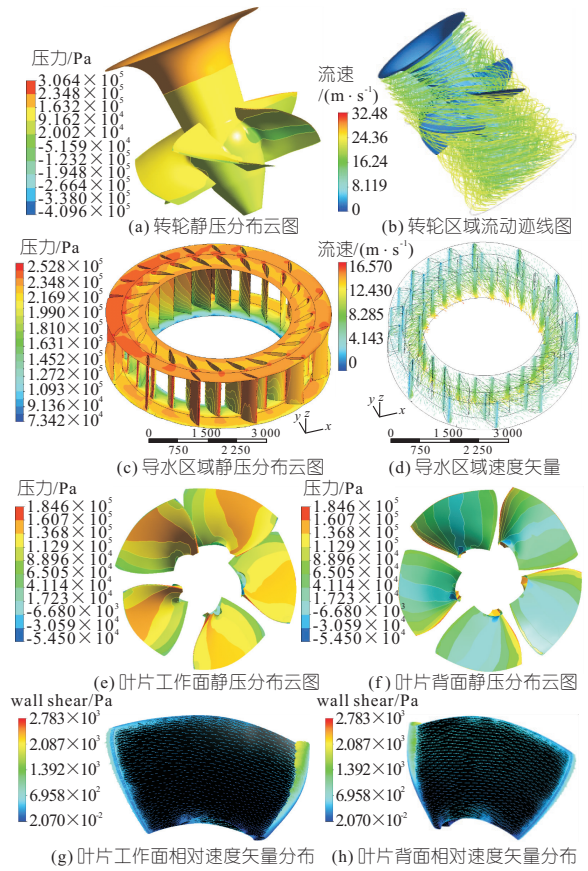 压力/Pa
3.064×10⁵
2.348×10⁵
1.632×10⁵
9.162×10⁴
2.002×10⁴
-5.159×10⁴
-1.232×10⁵
-1.948×10⁵
-2.664×10⁵
-3.380×10⁵
-4.096×10⁵
(a) 转轮静压分布云图
流速
/(m·s⁻¹)
32.48
24.36
16.24
8.119
0
(b) 转轮区域流动迹线图
压力/Pa
2.528×10⁵
2.348×10⁵
2.169×10⁵
1.990×10⁵
1.810×10⁵
1.631×10⁵
1.452×10⁵
1.272×10⁵
1.093×10⁵
9.136×10⁴
7.342×10⁴
y z
x
0 1 500 3 000
750 2 250
(c) 导水区域静压分布云图
流速/(m·s⁻¹)
16.570
12.430
8.285
4.143
0
y z
x
0 1 500 3 000
750 2 250
(d) 导水区域速度矢量
压力/Pa
1.846×10⁵
1.607×10⁵
1.368×10⁵
1.129×10⁵
8.896×10⁴
6.505×10⁴
4.114×10⁴
1.723×10⁴
-6.680×10³
-3.059×10⁴
-5.450×10⁴
(e) 叶片工作面静压分布云图
压力/Pa
1.846×10⁵
1.607×10⁵
1.368×10⁵
1.129×10⁵
8.896×10⁴
6.505×10⁴
4.114×10⁴
1.723×10⁴
-6.680×10³
-3.059×10⁴
-5.450×10⁴
(f) 叶片背面静压分布云图
wall shear/Pa
2.783×10³
2.087×10³
1.392×10³
6.958×10²
2.070×10⁻²
(g) 叶片工作面相对速度矢量分布
wall shear/Pa
2.783×10³
2.087×10³
1.392×10³
6.958×10²
2.070×10⁻²
(h) 叶片背面相对速度矢量分布